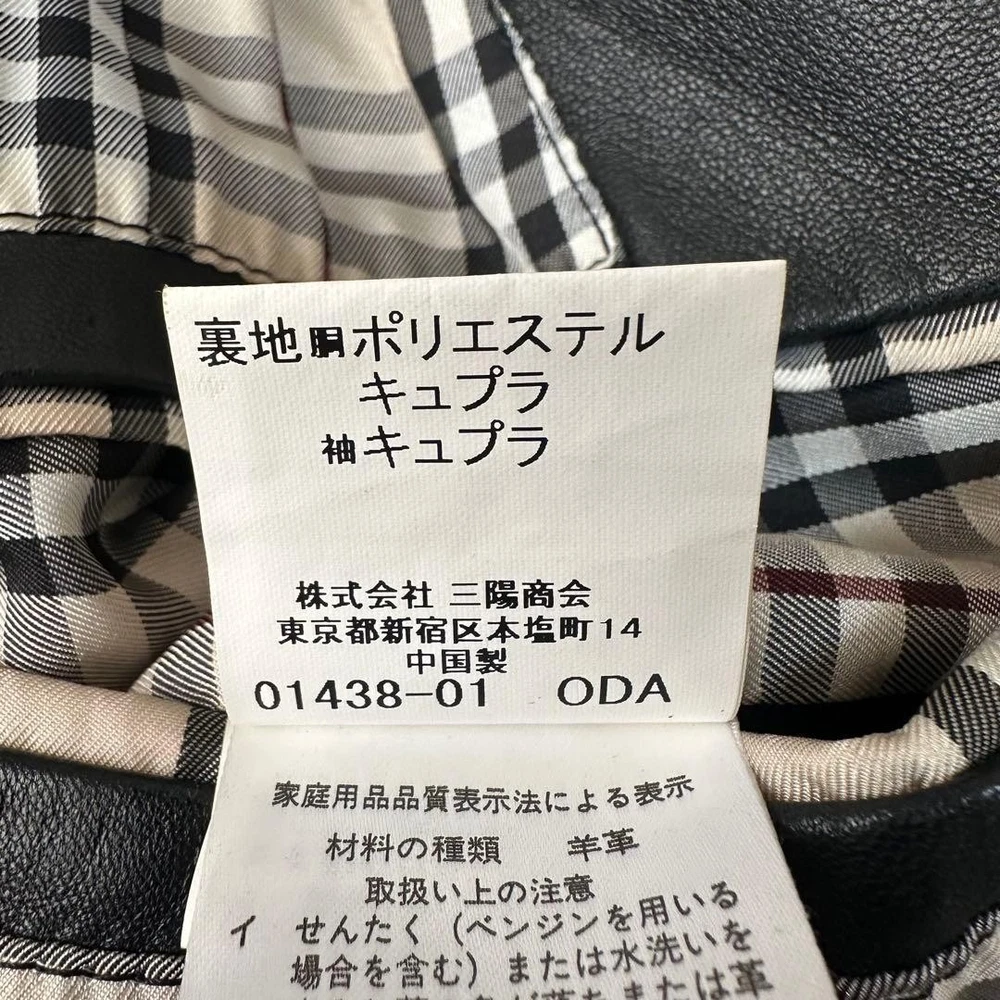 裏地胴ポリエステル
キュプラ
袖キュプラ
株式会社 三陽商会
東京都新宿区本塩町14
中国製
01438-01 ODA
家庭用品品質表示法による表示
材料の種類 羊革
取扱い上の注意
イ せんたく(ベンジンを用いる
場合を含む)または水洗いを